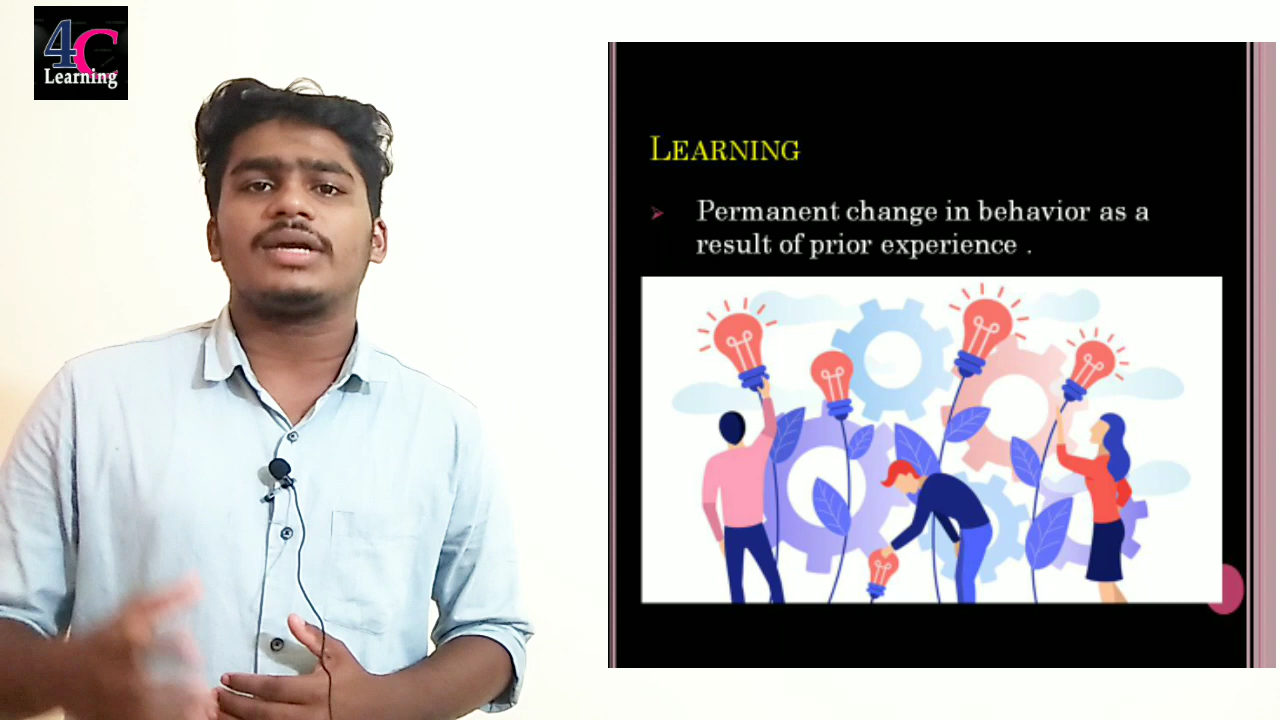 4C
Learning
LEARNING
Permanent change in behavior as a
result of prior experience .